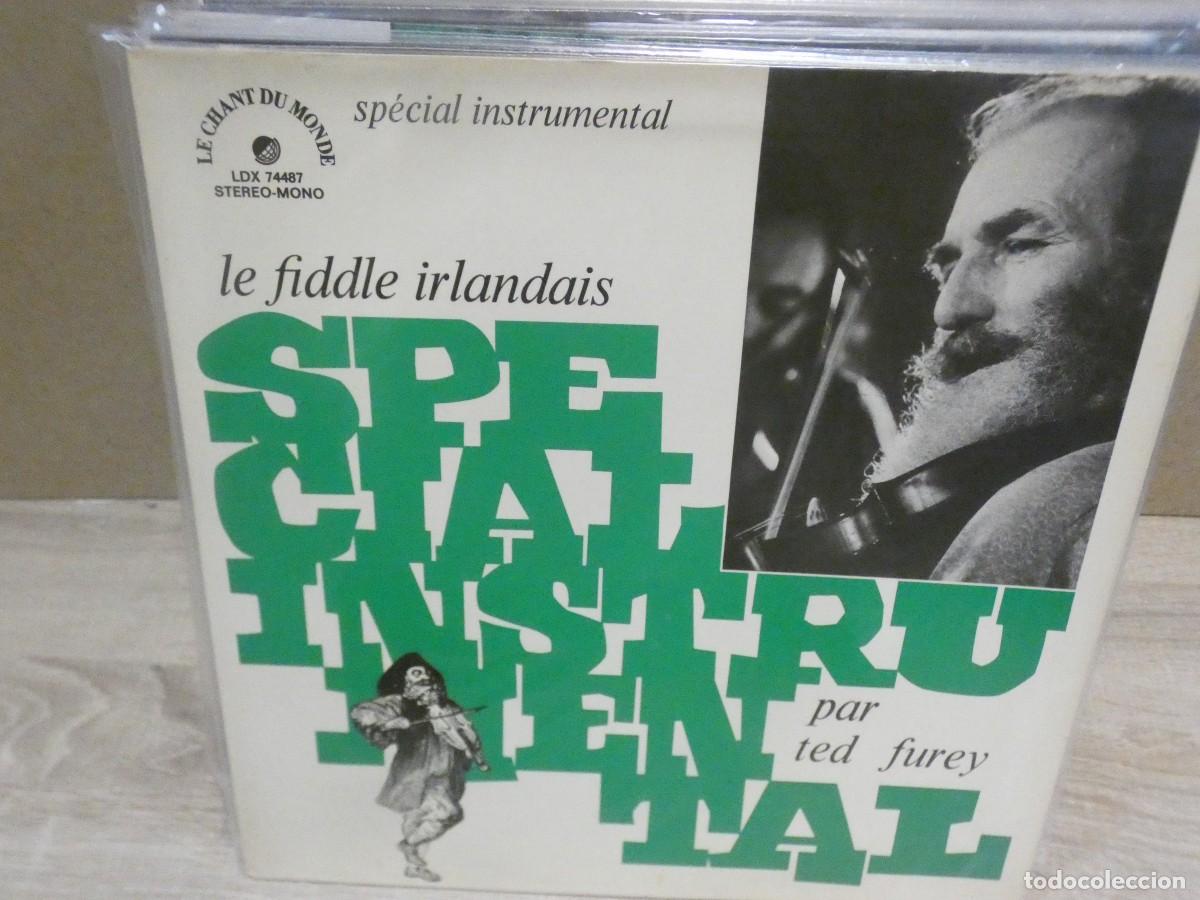 LE CHANT DU MONDE
LDX 74487
STEREO-MONO
spécial instrumental
le fiddle irlandais
SPE
CIAL
INSTRU
MEN
TAL
par
ted furey
todocoleccion